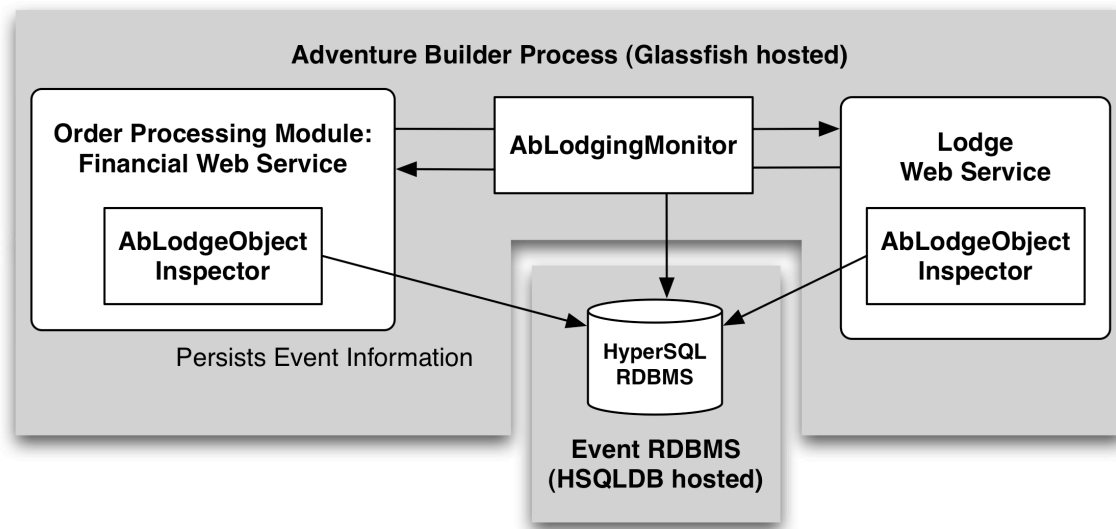 Adventure Builder Process (Glassfish hosted)
Order Processing Module:
Financial Web Service
AbLodgeObject
Inspector
AbLodgingMonitor
Lodge
Web Service
AbLodgeObject
Inspector
Persists Event Information
HyperSQL
RDBMS
Event RDBMS
(HSQLDB hosted)